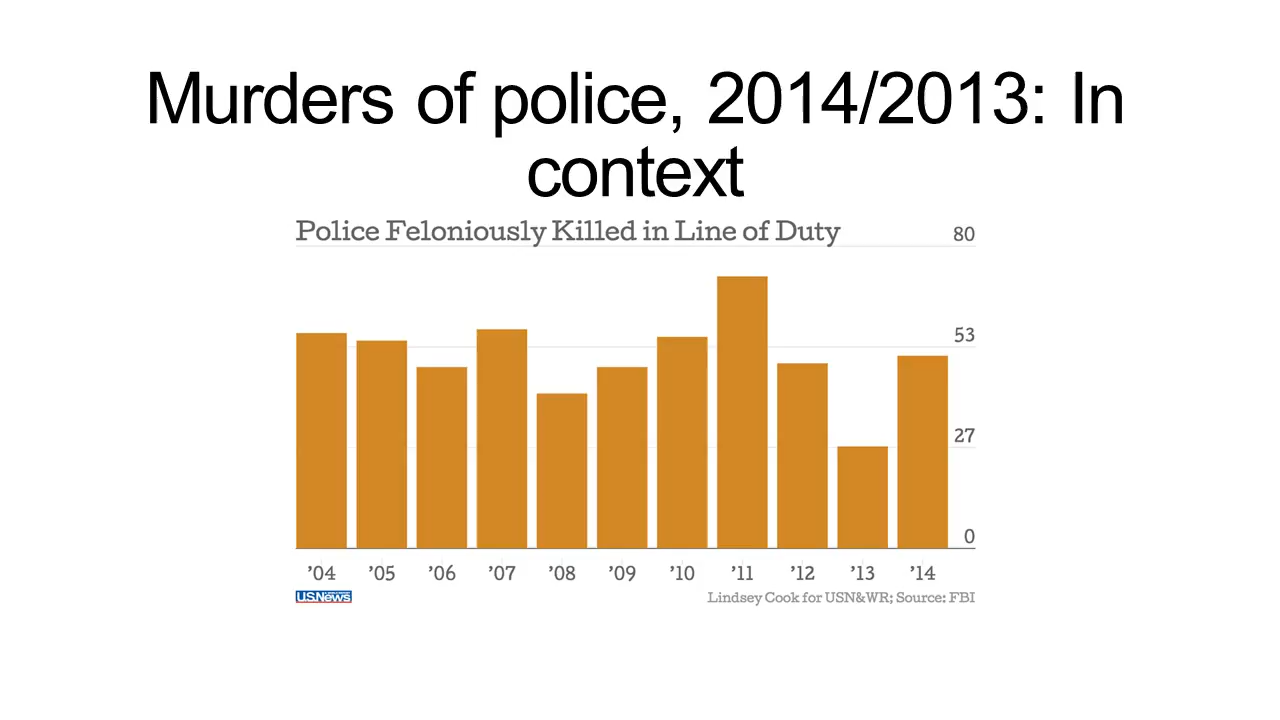 Murders of police, 2014/2013: In
context
Police Feloniously Killed in Line of Duty
80
53
27
0
’04 ’05 ’06 ’07 ’08 ’09 ’10 ’11 ’12 ’13 ’14
U.S.News
Lindsey Cook for USN&WR; Source: FBI